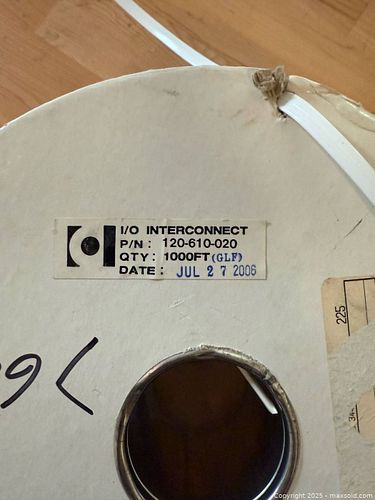 I/O INTERCONNECT
P/N: 120-610-020
QTY: 1000FT (GLF)
DATE: JUL 27 2006
225
Copyright © 2025 - maxsold.com